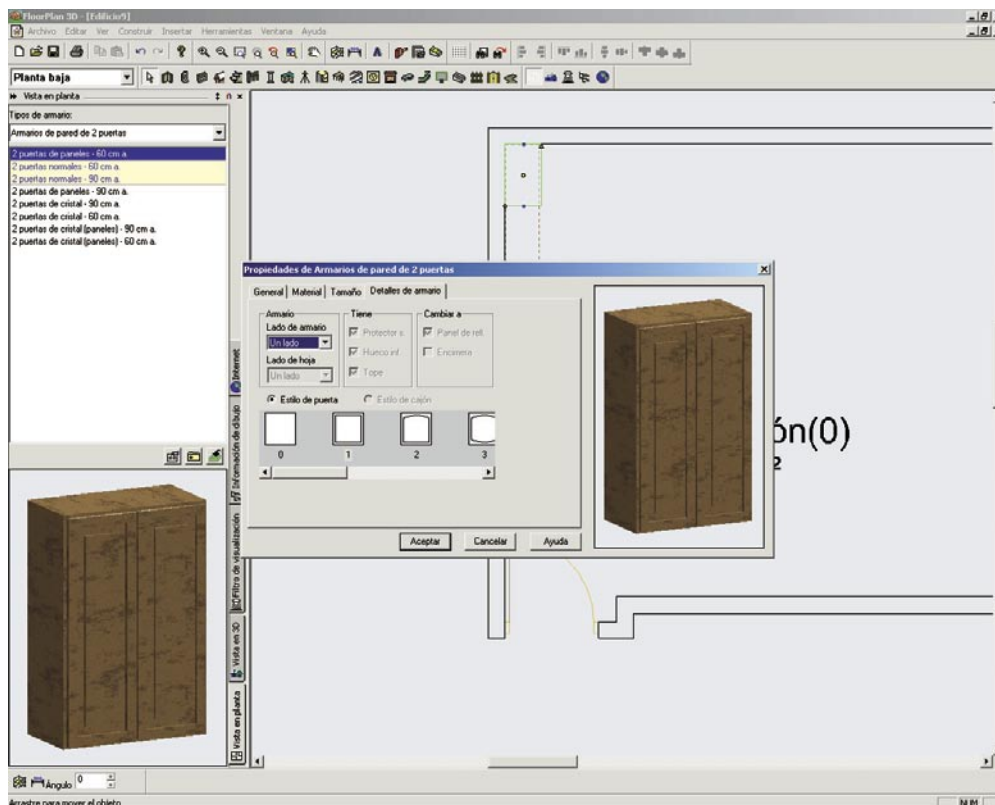 FloorPlan 3D - [Edificio9]
Archivo Editar Ver Construir Insertar Herramientas Ventana Ayuda
Planta baja
Vista en planta
Tipos de armario:
Armarios de pared de 2 puertas
2 puertas de paneles - 60 cm a.
2 puertas normales - 60 cm a.
2 puertas normales - 90 cm a.
2 puertas de paneles - 90 cm a.
2 puertas de cristal - 90 cm a.
2 puertas de cristal - 60 cm a.
2 puertas de cristal (paneles) - 90 cm a.
2 puertas de cristal (paneles) - 60 cm a.
Internet
Información de dibujo
Filtro de visualización
Vista en 3D
Vista en planta
Propiedades de Armarios de pared de 2 puertas
General Material Tamaño Detalles de armario
Armario Tiene Cambiar a
Lado de armario
Un lado
Protector s. Panel de rell.
Hueco inf. Encimera
Lado de hoja
Un lado
Tope
Estilo de puerta Estilo de cajón
0 1 2 3
Aceptar Cancelar Ayuda
ón(0)
2
Ángulo 0
Arrastre para mover el objeto
NUM